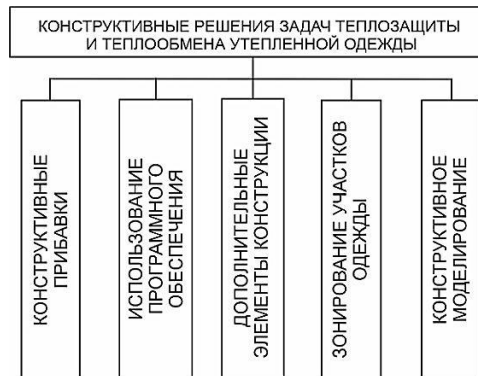 КОНСТРУКТИВНЫЕ РЕШЕНИЯ ЗАДАЧ ТЕПЛОЗАЩИТЫ
И ТЕПЛООБМЕНА УТЕПЛЕННОЙ ОДЕЖДЫ
КОНСТРУКТИВНЫЕ
ПРИБАВКИ
ИСПОЛЬЗОВАНИЕ
ПРОГРАММНОГО
ОБЕСПЕЧЕНИЯ
ДОПОЛНИТЕЛЬНЫЕ
ЭЛЕМЕНТЫ КОНСТРУКЦИИ
ЗОНИРОВАНИЕ УЧАСТКОВ
ОДЕЖДЫ
КОНСТРУКТИВНОЕ
МОДЕЛИРОВАНИЕ